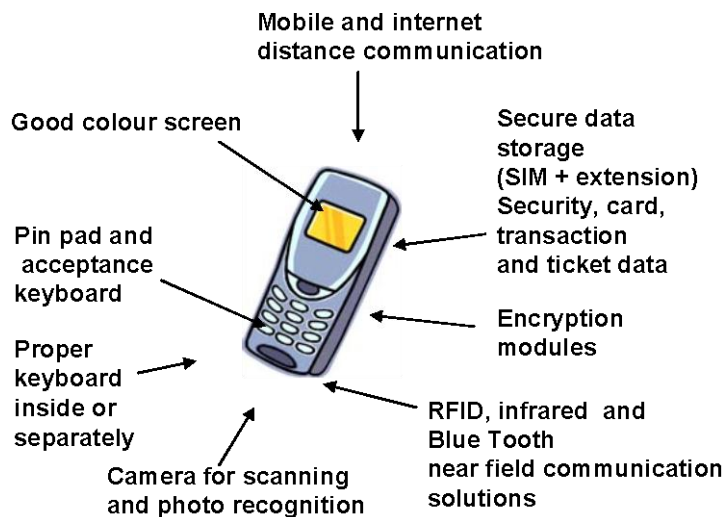 Mobile and internet
distance communication
Good colour screen
Secure data
storage
(SIM + extension)
Security, card,
transaction
and ticket data
Pin pad and
acceptance
keyboard
Encryption
modules
Proper
keyboard
inside or
separately
RFID, infrared and
Blue Tooth
near field communication
solutions
Camera for scanning
and photo recognition